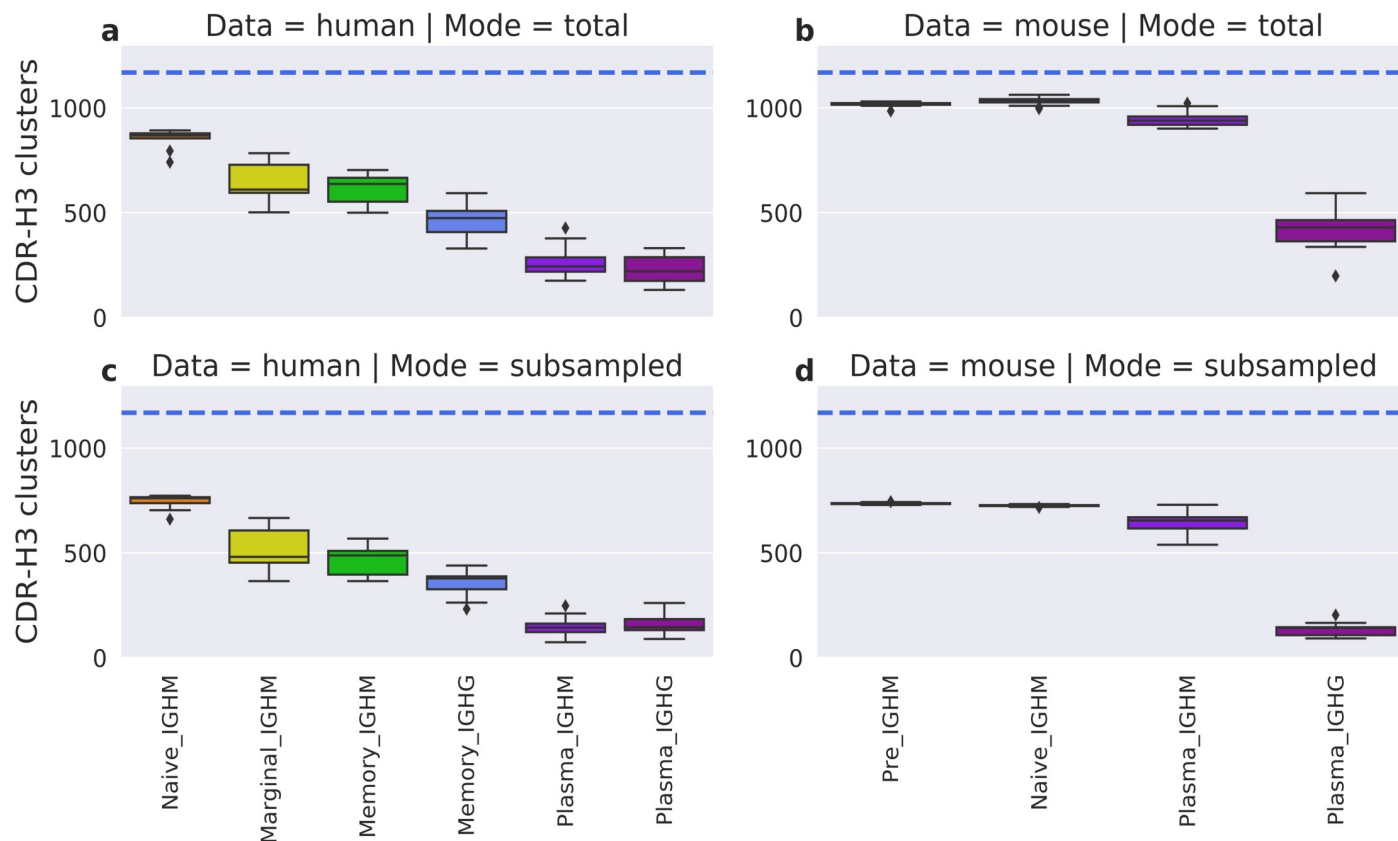 a Data = human | Mode = total
CDR-H3 clusters
1000
500
0
b Data = mouse | Mode = total
1000
500
0
c Data = human | Mode = subsampled
CDR-H3 clusters
1000
500
0
Naive_IGHM
Marginal_IGHM
Memory_IGHM
Memory_IGHG
Plasma_IGHM
Plasma_IGHG
d Data = mouse | Mode = subsampled
1000
500
0
Pre_IGHM
Naive_IGHM
Plasma_IGHM
Plasma_IGHG